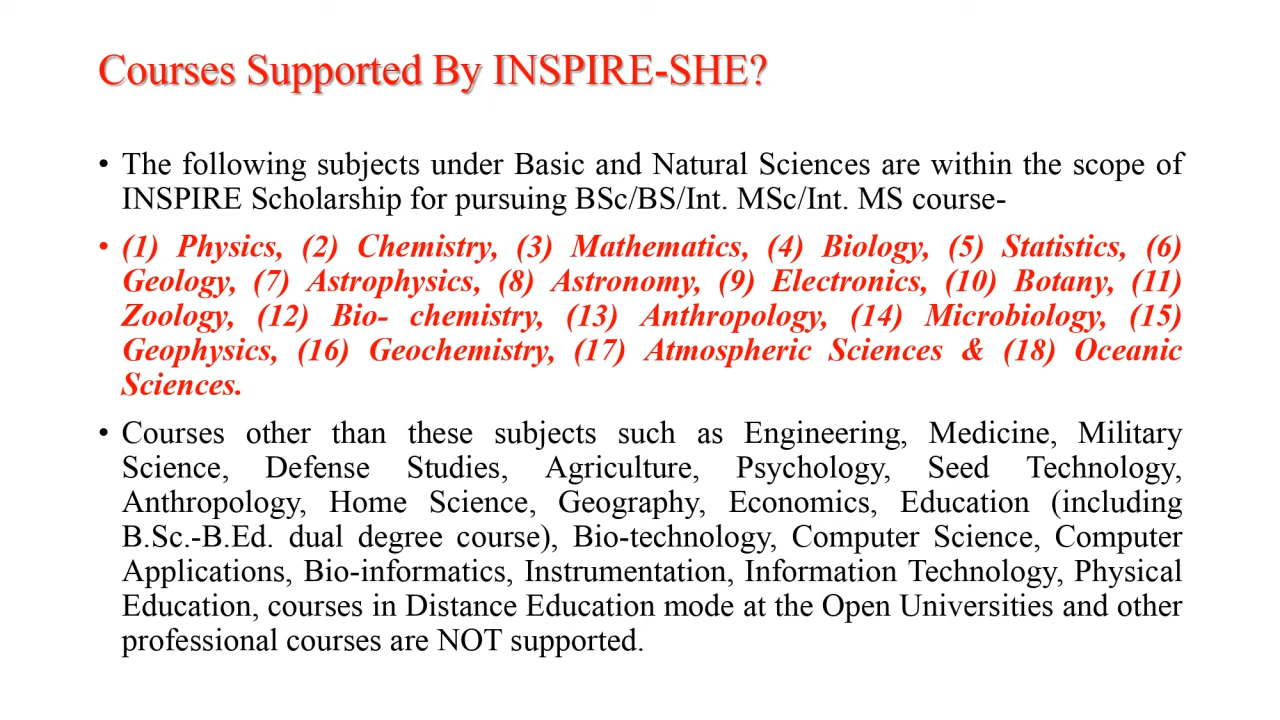 Courses Supported By INSPIRE-SHE?
• The following subjects under Basic and Natural Sciences are within the scope of
INSPIRE Scholarship for pursuing BSc/BS/Int. MSc/Int. MS course-
• (1) Physics, (2) Chemistry, (3) Mathematics, (4) Biology, (5) Statistics, (6)
Geology, (7) Astrophysics, (8) Astronomy, (9) Electronics, (10) Botany, (11)
Zoology, (12) Bio- chemistry, (13) Anthropology, (14) Microbiology, (15)
Geophysics, (16) Geochemistry, (17) Atmospheric Sciences & (18) Oceanic
Sciences.
• Courses other than these subjects such as Engineering, Medicine, Military
Science, Defense Studies, Agriculture, Psychology, Seed Technology,
Anthropology, Home Science, Geography, Economics, Education (including
B.Sc.-B.Ed. dual degree course), Bio-technology, Computer Science, Computer
Applications, Bio-informatics, Instrumentation, Information Technology, Physical
Education, courses in Distance Education mode at the Open Universities and other
professional courses are NOT supported.